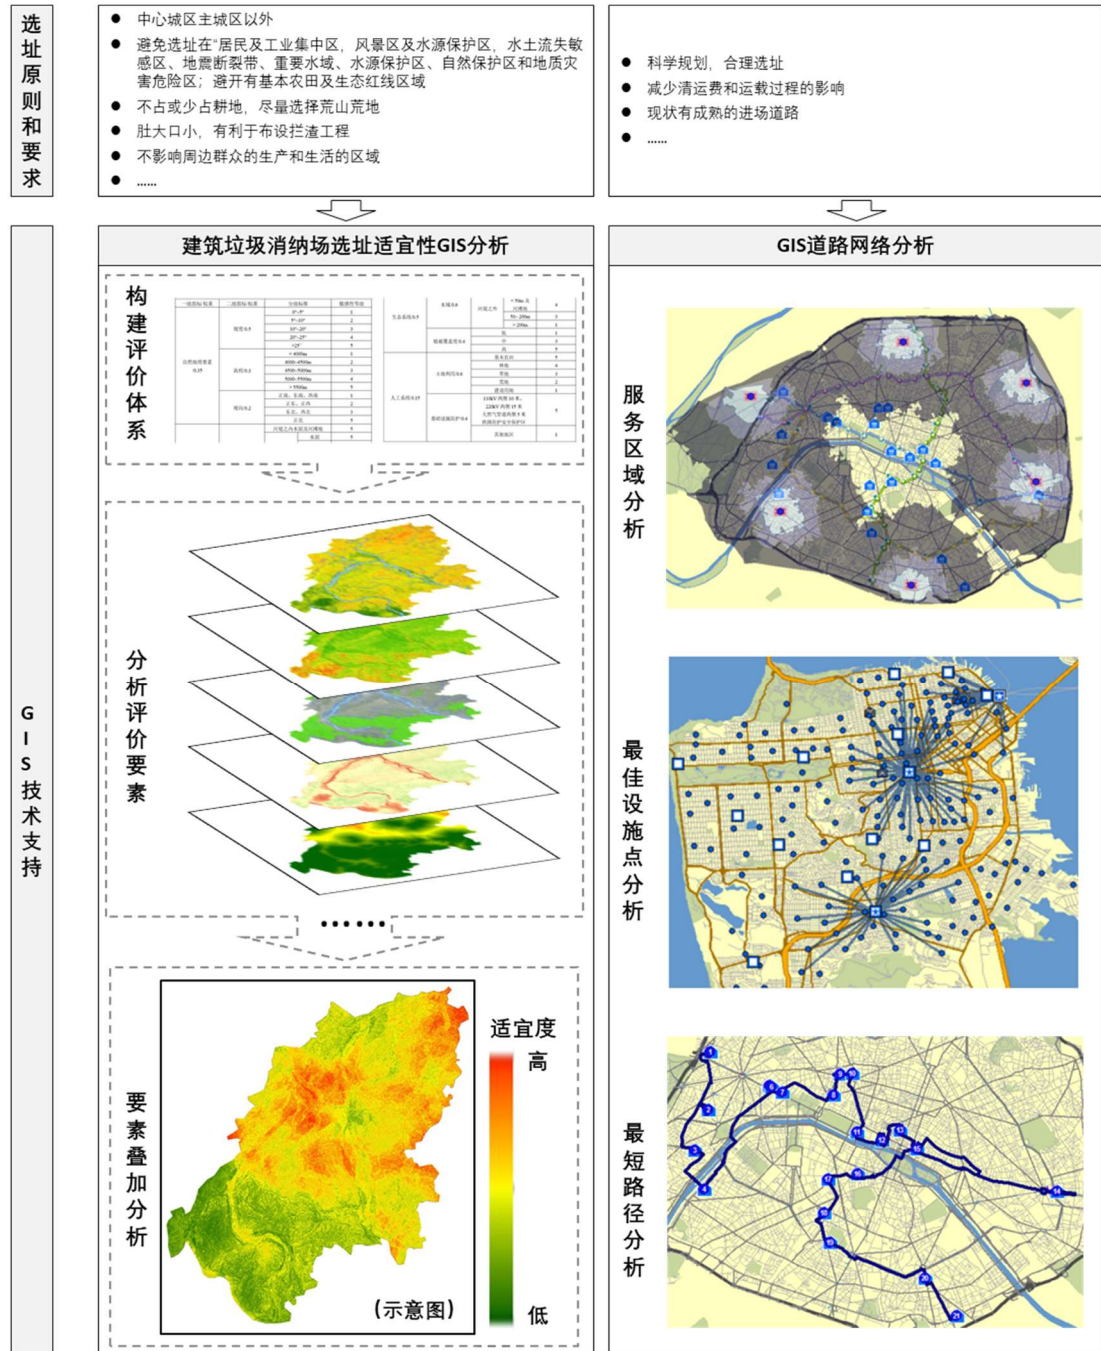 选址原则和要求
● 中心城区主城区以外
● 避免选址在“居民及工业集中区，风景区及水源保护区，水土流失敏
感区、地震断裂带、重要水域、水源保护区、自然保护区和地质灾
害危险区；避开有基本农田及生态红线区域
● 不占或少占耕地，尽量选择荒山荒地
● 肚大口小，有利于布设拦渣工程
● 不影响周边群众的生产和生活的区域
● ......
● 科学规划，合理选址
● 减少清运费和运载过程的影响
● 现状有成熟的进场道路
● ......
GIS技术支持
建筑垃圾消纳场选址适宜性GIS分析
构建评价体系
分析评价要素
......
要素叠加分析
适宜度
高
低
(示意图)
GIS道路网络分析
服务区域分析
最佳设施点分析
最短路径分析